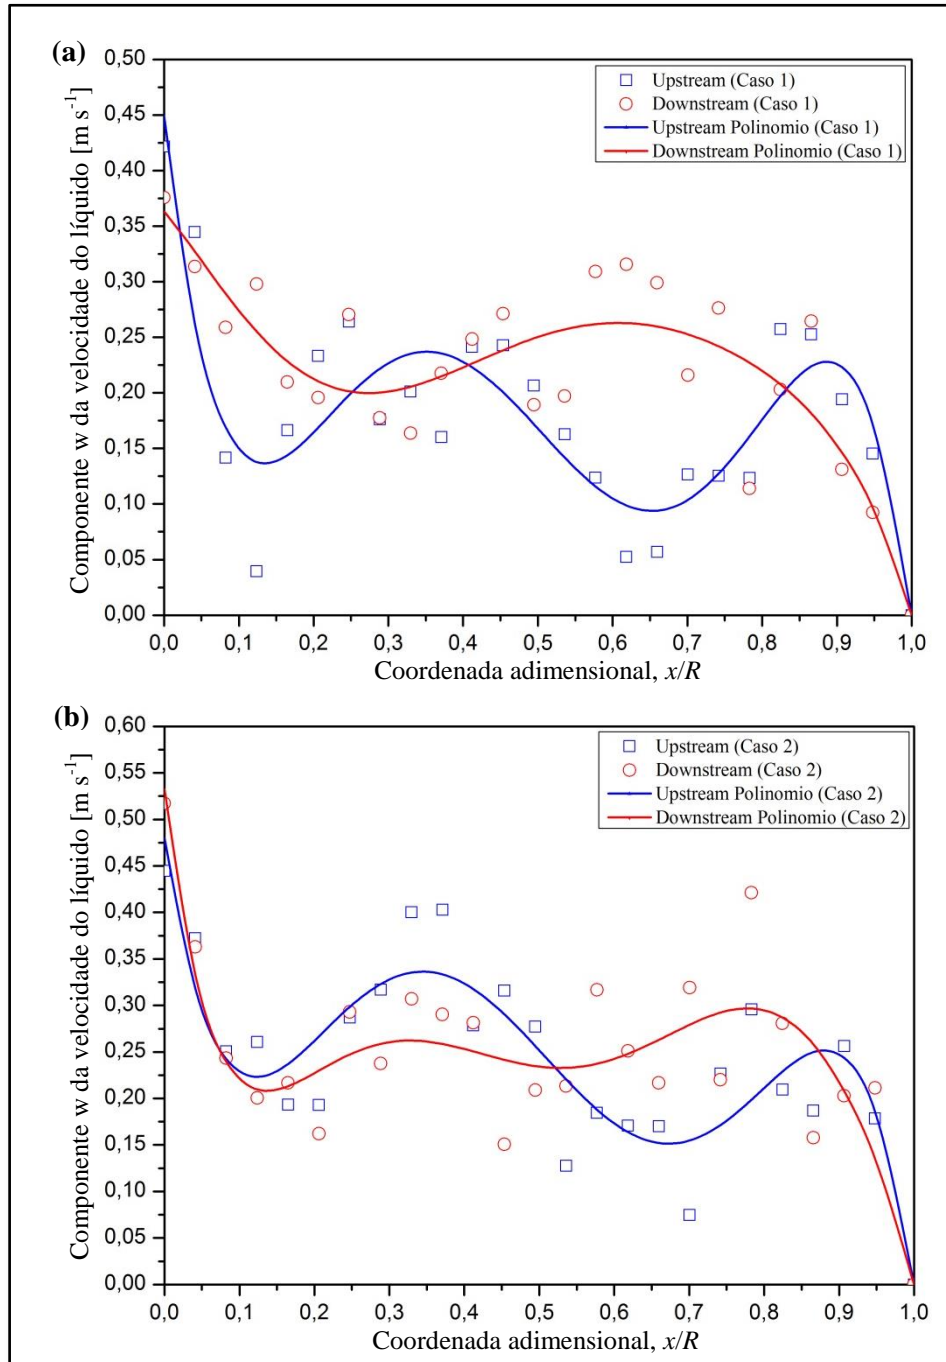 (a)
0,50
0,45
0,40
0,35
0,30
0,25
0,20
0,15
0,10
0,05
0,00
Componente w da velocidade do líquido [m s-1]
Upstream (Caso 1)
Downstream (Caso 1)
Upstream Polinomio (Caso 1)
Downstream Polinomio (Caso 1)
0,0 0,1 0,2 0,3 0,4 0,5 0,6 0,7 0,8 0,9 1,0
Coordenada adimensional, x/R
(b)
0,60
0,55
0,50
0,45
0,40
0,35
0,30
0,25
0,20
0,15
0,10
0,05
0,00
Componente w da velocidade do líquido [m s-1]
Upstream (Caso 2)
Downstream (Caso 2)
Upstream Polinomio (Caso 2)
Downstream Polinomio (Caso 2)
0,0 0,1 0,2 0,3 0,4 0,5 0,6 0,7 0,8 0,9 1,0
Coordenada adimensional, x/R